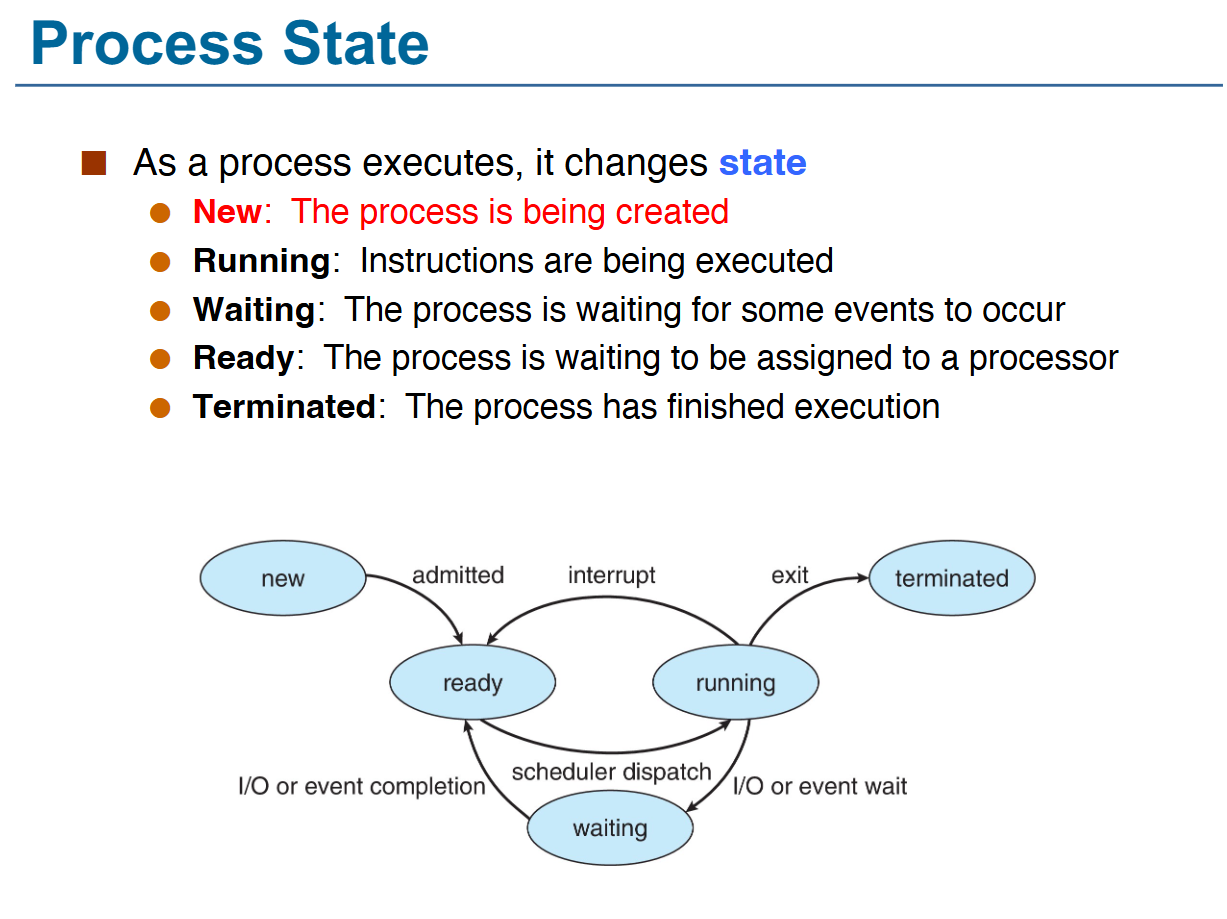 Process State
As a process executes, it changes state
New: The process is being created
Running: Instructions are being executed
Waiting: The process is waiting for some events to occur
Ready: The process is waiting to be assigned to a processor
Terminated: The process has finished execution
new
admitted
interrupt
exit
terminated
ready
running
I/O or event completion
scheduler dispatch
I/O or event wait
waiting